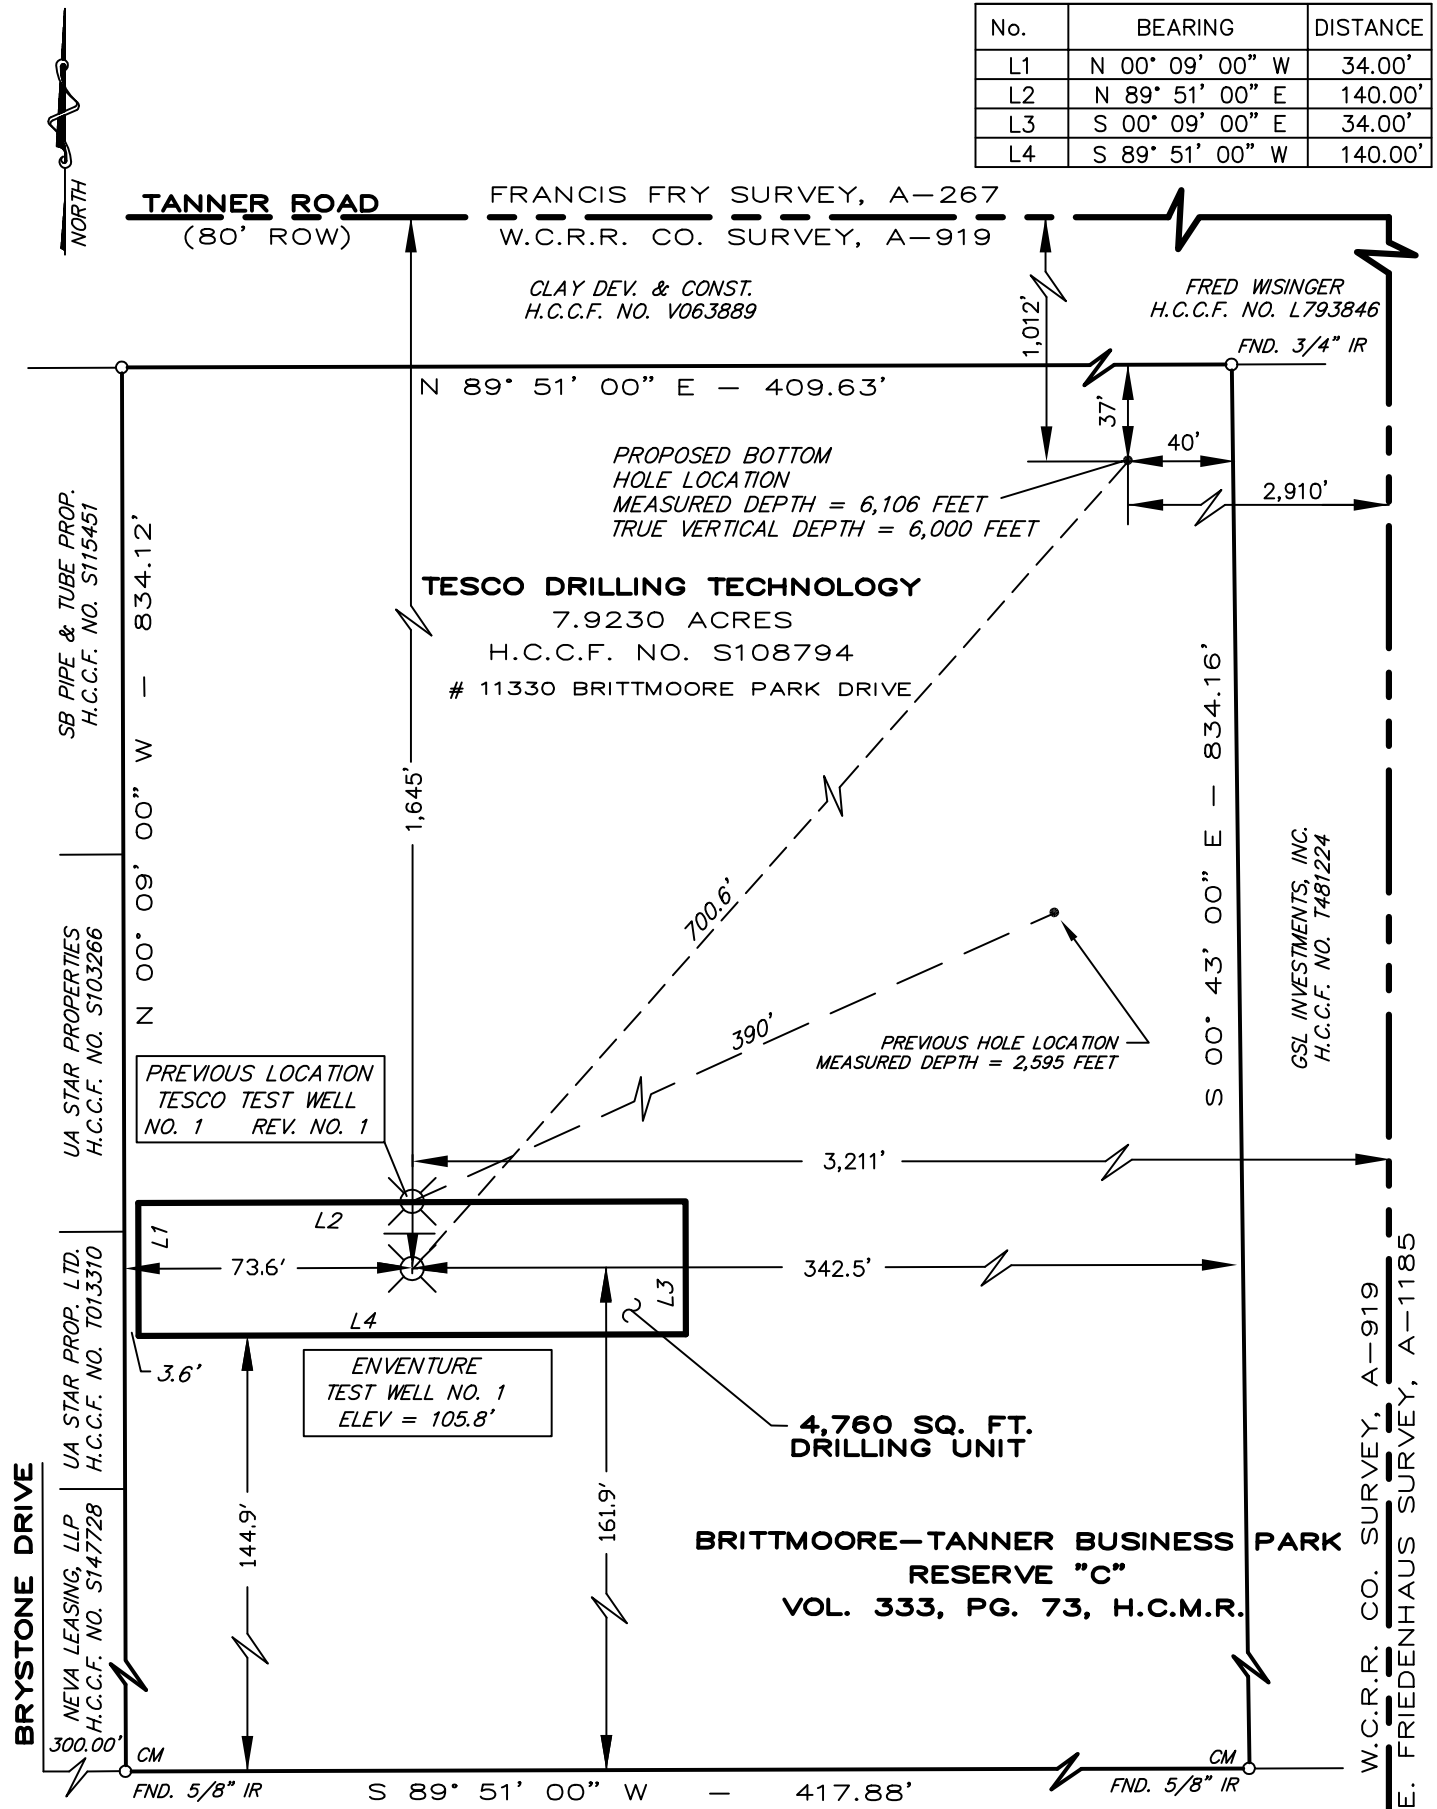 No. BEARING DISTANCE
L1 N 00° 09' 00" W 34.00'
L2 N 89° 51' 00" E 140.00'
L3 S 00° 09' 00" E 34.00'
L4 S 89° 51' 00" W 140.00'
NORTH
TANNER ROAD
(80' ROW)
FRANCIS FRY SURVEY, A-267
W.C.R.R. CO. SURVEY, A-919
CLAY DEV. & CONST.
H.C.C.F. NO. V063889
FRED WISINGER
H.C.C.F. NO. L793846
FND. 3/4" IR
1,012'
N 89° 51' 00" E - 409.63'
37'
40'
2,910'
PROPOSED BOTTOM
HOLE LOCATION
MEASURED DEPTH = 6,106 FEET
TRUE VERTICAL DEPTH = 6,000 FEET
SB PIPE & TUBE PROP.
H.C.C.F. NO. S115451
N 00° 09' 00" W - 834.12'
TESCO DRILLING TECHNOLOGY
7.9230 ACRES
H.C.C.F. NO. S108794
# 11330 BRITTMOORE PARK DRIVE
1,645'
S 00° 43' 00" E - 834.16'
700.6'
GSL INVESTMENTS, INC.
H.C.C.F. NO. T481224
UA STAR PROPERTIES
H.C.C.F. NO. S103266
390'
PREVIOUS HOLE LOCATION
MEASURED DEPTH = 2,595 FEET
PREVIOUS LOCATION
TESCO TEST WELL
NO. 1 REV. NO. 1
3,211'
L1
L2
73.6'
342.5'
L3
L4
UA STAR PROP. LTD.
H.C.C.F. NO. T013310
3.6'
ENVENTURE
TEST WELL NO. 1
ELEV = 105.8'
4,760 SQ. FT.
DRILLING UNIT
144.9'
161.9'
BRITTMOORE-TANNER BUSINESS PARK
RESERVE "C"
VOL. 333, PG. 73, H.C.M.R.
BRYSTONE DRIVE
NEVA LEASING, LLP
H.C.C.F. NO. S147728
W.C.R.R. CO. SURVEY, A-919
E. FRIEDENHAUS SURVEY, A-1185
300.00'
CM
FND. 5/8" IR
S 89° 51' 00" W - 417.88'
CM
FND. 5/8" IR